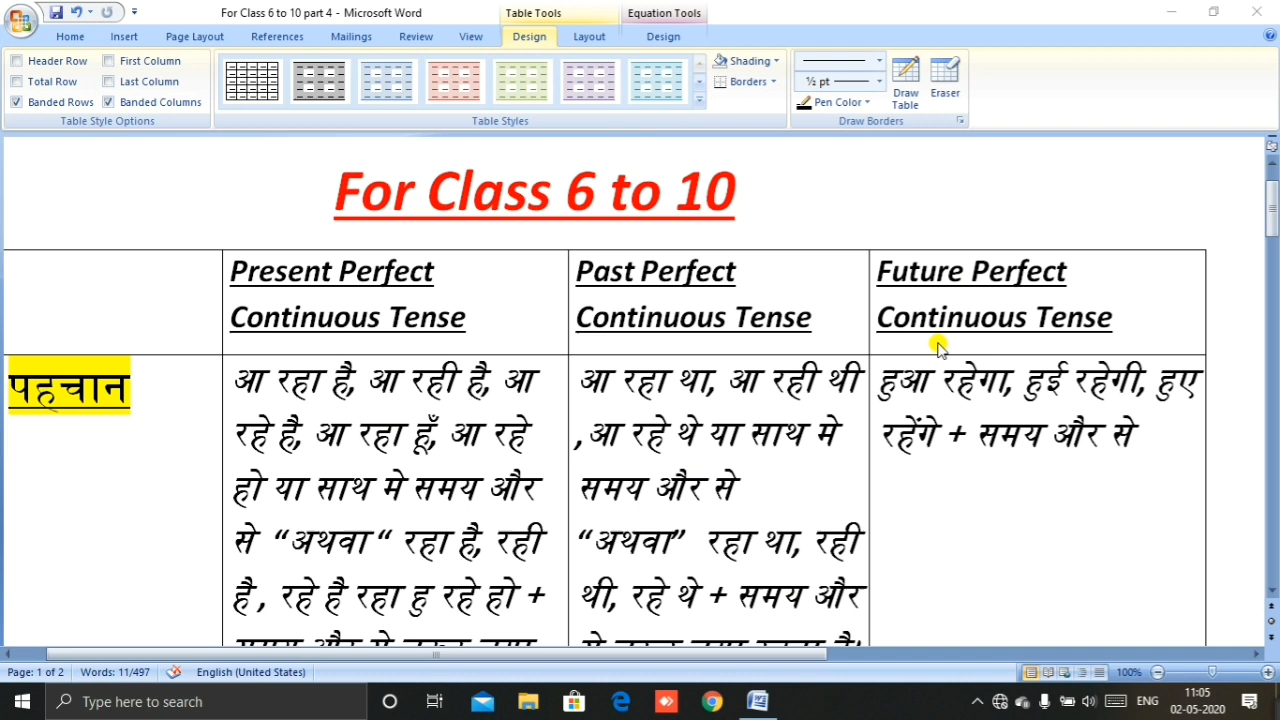 For Class 6 to 10 part 4 - Microsoft Word
Table Tools
Equation Tools
Home Insert Page Layout References Mailings Review View Design Layout Design
Header Row First Column
Total Row Last Column
Banded Rows Banded Columns
Table Style Options
Table Styles
Shading
Borders
½ pt
Pen Color
Draw Table
Eraser
Draw Borders
For Class 6 to 10
Present Perfect
Continuous Tense
Past Perfect
Continuous Tense
Future Perfect
Continuous Tense
पहचान
आ रहा है, आ रही है, आ
रहे है, आ रहा हूँ, आ रहे
हो या साथ मे समय और
से “अथवा“ रहा है, रही
है , रहे है रहा हु रहे हो +
आ रहा था, आ रही थी
,आ रहे थे या साथ मे
समय और से
“अथवा” रहा था, रही
थी, रहे थे + समय और
हुआ रहेगा, हुई रहेगी, हुए
रहेंगे + समय और से
Page: 1 of 2 Words: 11/497 English (United States) 100%
Type here to search
ENG
11:05
02-05-2020